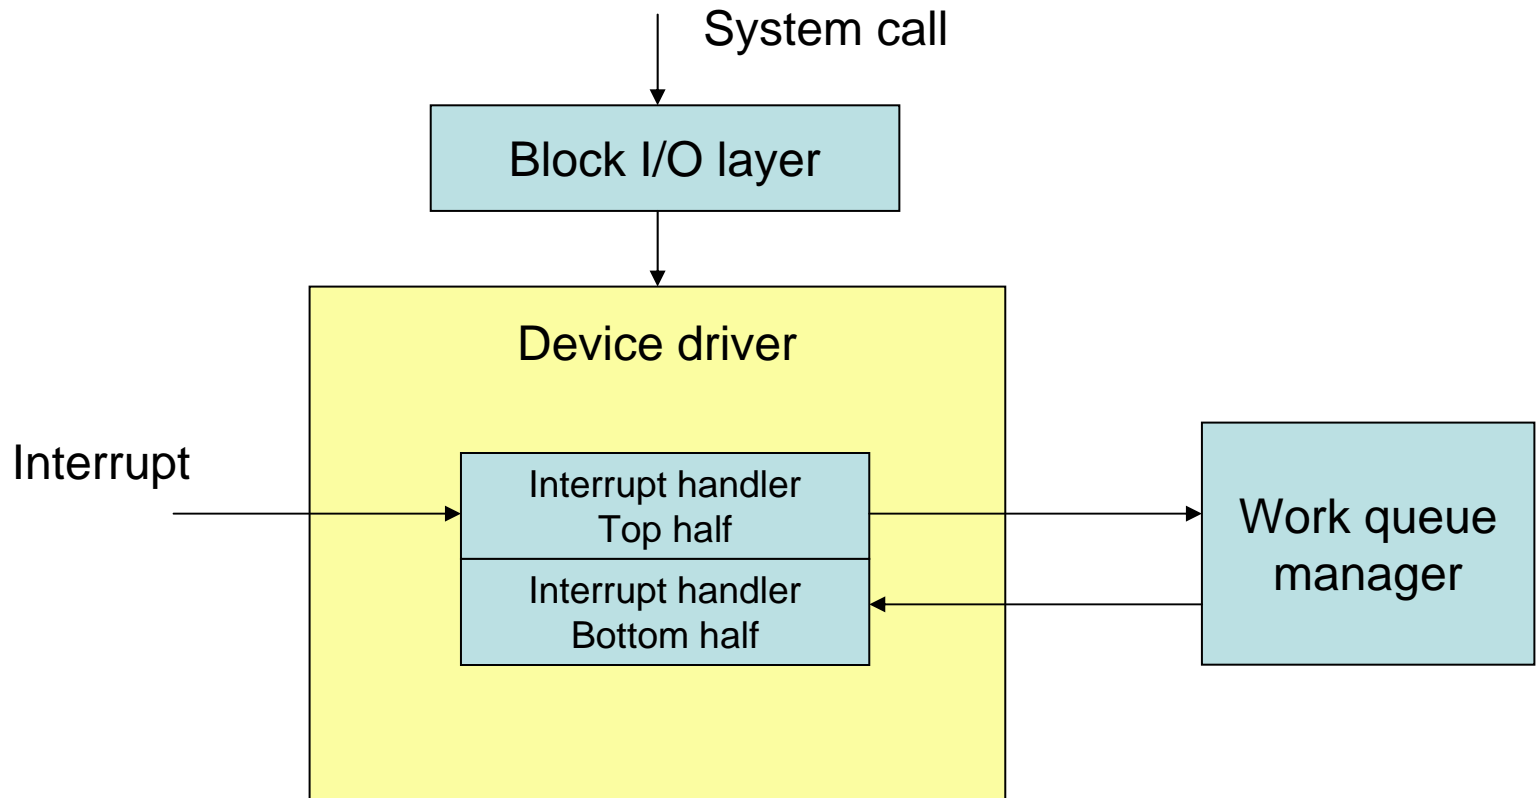 System call
Block I/O layer
Device driver
Interrupt
Interrupt handler
Top half
Interrupt handler
Bottom half
Work queue
manager